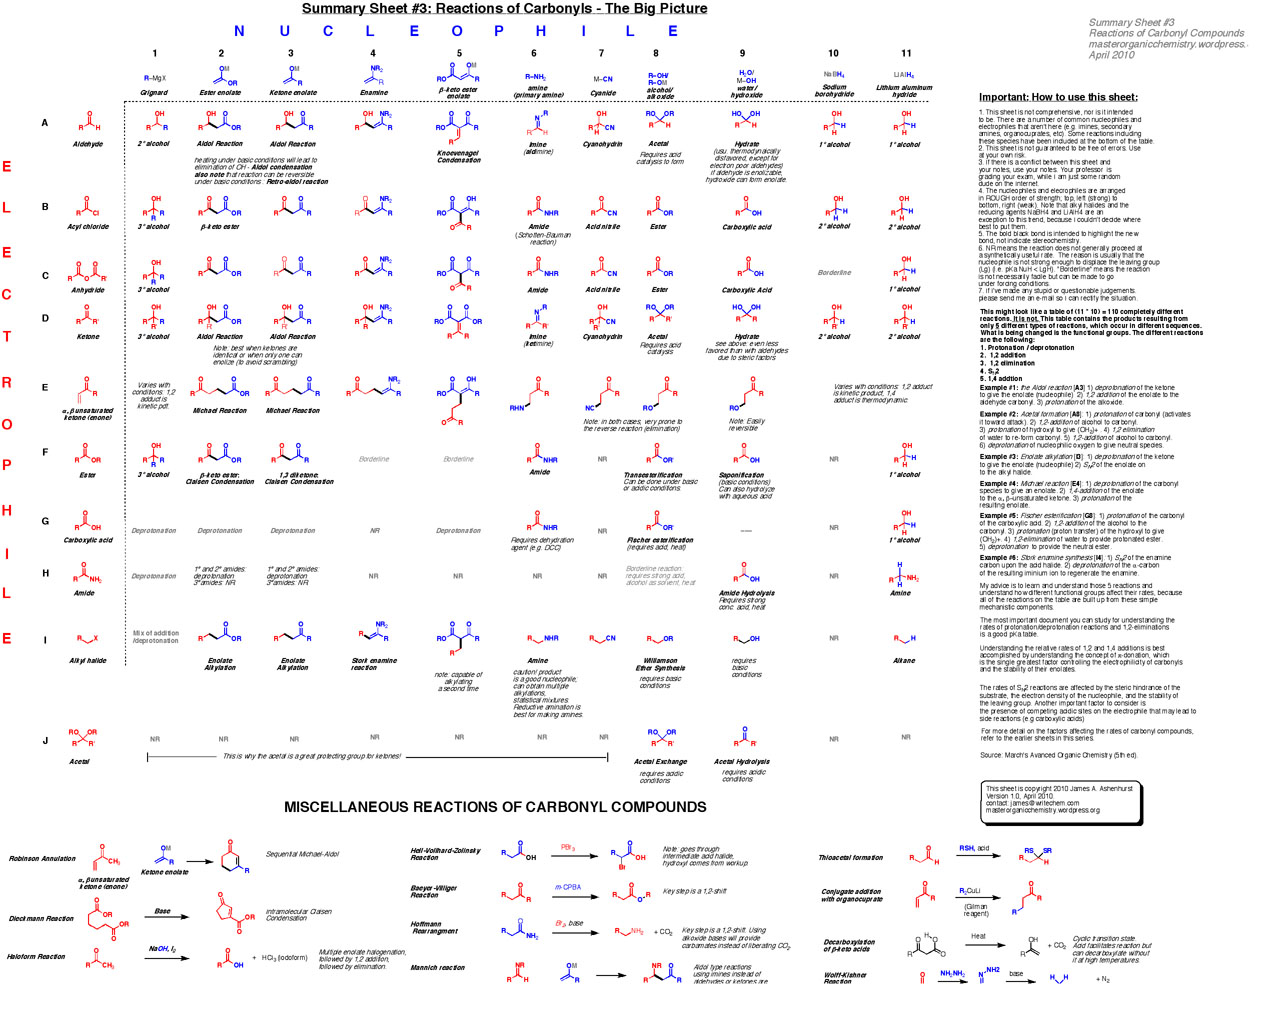 Summary Sheet #3: Reactions of Carbonyls - The Big Picture
N U C L E O P H I L E
Summary Sheet #3
Reactions of Carbonyl Compounds
masterorganicchemistry.wordpress.
April 2010
1 2 3 4 5 6 7 8 9 10 11
Grignard
Ester enolate
Ketone enolate
Enamine
β-keto ester
enolate
amine
(primary amine)
Cyanide
alcohol/
alkoxide
water/
hydroxide
Sodium
borohydride
Lithium aluminum
hydride
E L E C T R O P H I L E
A
Aldehyde
2° alcohol
Aldol Reaction
Aldol Reaction
Knoevenagel
Condensation
Imine
(aldimine)
Cyanohydrin
Acetal
Requires acid
catalysis to form
Hydrate
(usu. thermodynamically
disfavored, except for
electron poor aldehydes)
if aldehyde is enolizable,
hydroxide can form enolate
1° alcohol
1° alcohol
heating under basic conditions will lead to
elimination of OH - Aldol condensation
also note that reaction can be reversible
under basic conditions : Retro-aldol reaction
B
Acyl chloride
3° alcohol
β-keto ester
Amide
(Schotten-Bauman
reaction)
Acid nitrile
Ester
Carboxylic acid
2° alcohol
2° alcohol
C
Anhydride
3° alcohol
Amide
Acid nitrile
Ester
Carboxylic Acid
Borderline
1° alcohol
D
Ketone
3° alcohol
Aldol Reaction
Aldol Reaction
Note: best when ketones are
identical or when only one can
enolize (to avoid scrambling)
Imine
(ketimine)
Cyanohydrin
Acetal
Requires acid
catalysis
Hydrate
see above: even less
favored than with aldehydes
due to steric factors
2° alcohol
2° alcohol
E
α, β unsaturated
ketone (enone)
Varies with
conditions: 1,2
adduct is
kinetic pdt.
Michael Reaction
Michael Reaction
Note: in both cases, very prone to
the reverse reaction (elimination)
Note: Easily
reversible
Varies with conditions: 1,2 adduct
is kinetic product, 1,4
adduct is thermodynamic
F
Ester
3° alcohol
β-keto ester:
Claisen Condensation
1,3 diketone.
Claisen Condensation
Borderline
Borderline
Amide
NR
Transesterification
Can be done under basic
or acidic conditions.
Saponification
(basic conditions)
Can also hydrolyze
with aqueous acid
NR
1° alcohol
G
Carboxylic acid
Deprotonation
Deprotonation
Deprotonation
NR
Deprotonation
Requires dehydration
agent (e.g. DCC)
NR
Fischer esterification
(requires acid, heat)
NR
1° alcohol
H
Amide
Deprotonation
1° and 2° amides:
deprotonation
3° amides: NR
1° and 2° amides:
deprotonation
3° amides: NR
NR
NR
NR
NR
Borderline reaction
requires strong acid,
alcohol as solvent, heat
Amide Hydrolysis
Requires strong
conc. acid, heat
NR
Amine
I
Alkyl halide
Mix of addition
/deprotonation
Enolate
Alkylation
Enolate
Alkylation
Stork enamine
reaction
note: capable of
alkylating
a second time
Amine
caution! product
is a good nucleophile,
can obtain multiple
alkylations,
statistical mixtures.
Reductive amination is
best for making amines.
Williamson
Ether Synthesis
requires basic
conditions
requires
basic
conditions
NR
Alkane
J
Acetal
NR NR NR NR NR NR NR
This is why the acetal is a great protecting group for ketones!
Acetal Exchange
requires acidic
conditions
Acetal Hydrolysis
requires acidic
conditions
NR NR
Important: How to use this sheet:
1. This sheet is not comprehensive, nor is it intended
to be. There are a number of common nucleophiles and
electrophiles that aren't here (e.g. imines, secondary
amines, organocuprates, etc). Some reactions including
these species have been included at the bottom of the table.
2. This sheet is not guaranteed to be free of errors. Use
at your own risk.
3. if there is a conflict between this sheet and
your notes, use your notes. Your professor is
grading your exam, while I am just some random
dude on the internet.
4. The nucleophiles and elecrophiles are arranged
in ROUGH order of strength; top, left (strong) to
bottom, right (weak). Note that alkyl halides and the
reducing agents NaBH4 and LiAlH4 are an
exception to this trend, because I couldn't decide where
best to put them.
5. The bold black bond is intended to highlight the new
bond, not indicate stereochemistry.
6. NR means the reaction does not generally proceed at
a synthetically useful rate. The reason is usually that the
nucleophile is not strong enough to displace the leaving group
(Lg) (i.e. pKa NuH < LgH). "Borderline" means the reaction
is not necessarily facile but can be made to go
under forcing conditions.
7. if I've made any stupid or questionable judgements.
please send me an e-mail so I can rectify the situation.
This might look like a table of (11 * 10) = 110 completely different
reactions. It is not. This table contains the products resulting from
only 5 different types of reactions, which occur in different sequences.
What is being changed is the functional groups. The different reactions
are the following:
1. Protonation / deprotonation
2. 1,2 addition
3. 1,2 elimination
4. SN2
5. 1,4 addtion
Example #1: the Aldol reaction [A3] 1) deprotonation of the ketone
to give the enolate (nucleophile) 2) 1,2 addition of the enolate to the
aldehyde carbonyl. 3) protonation of the alkoxide.
Example #2: Acetal formation [A8]: 1) protonation of carbonyl (activates
it toward attack). 2) 1,2-addition of alcohol to carbonyl.
3) protonation of hydroxyl to give (OH2)+ . 4) 1,2 elimination
of water to re-form carbonyl. 5) 1,2-addition of alcohol to carbonyl.
6) deprotonation of nucleophilic oxygen to give neutral species.
Example #3: Enolate alkylation [I3] 1) deprotonation of the ketone
to give the enolate (nucleophile) 2) SN2 of the enolate on
to the alkyl halide.
Example #4: Michael reaction [E4]: 1) deprotonation of the carbonyl
species to give an enolate. 2) 1,4-addition of the enolate
to the α, β-unsaturated ketone. 3) protonation of the
resulting enolate.
Example #5: Fischer esterification [G8] 1) protonation of the carbonyl
of the carboxylic acid. 2) 1,2-addition of the alcohol to the
carbonyl. 3) protonation (proton transfer) of the hydroxyl to give
(OH2)+. 4) 1,2-elimination of water to provide protonated ester.
5) deprotonation to provide the neutral ester.
Example #6: Stork enamine synthesis [I4]. 1) SN2 of the enamine
carbon upon the acid halide. 2) deprotonation of the α-carbon
of the resulting iminium ion to regenerate the enamine.
My advice is to learn and understand those 5 reactions and
understand how different functional groups affect their rates, because
all of the reactions on the table are built up from these simple
mechanistic components.
The most important document you can study for understanding the
rates of protonation/deprotonation reactions and 1,2-eliminations
is a good pKa table.
Understanding the relative rates of 1,2 and 1,4 additions is best
accomplished by understanding the concept of π-donation, which
is the single greatest factor controlling the electrophilicity of carbonyls
and the stability of their enolates.
The rates of SN2 reactions are affected by the steric hindrance of the
substrate, the electron density of the nucleophile, and the stability of
the leaving group. Another important factor to consider is
the presence of competing acidic sites on the electrophile that may lead to
side reactions (e.g carboxylic acids)
For more detail on the factors affecting the rates of carbonyl compounds,
refer to the earlier sheets in this series.
Source: March's Avanced Organic Chemistry (5th ed).
This sheet is copyright 2010 James A. Ashenhurst
Version 1.0, April 2010.
contact: james@writechem.com
masterorganicchemistry.wordpress.org
MISCELLANEOUS REACTIONS OF CARBONYL COMPOUNDS
Robinson Annulation
α, β unsaturated
ketone (enone)
Ketone enolate
Sequential Michael-Aldol
Dieckmann Reaction
Base
intramolecular Claisen
Condensation
Haloform Reaction
NaOH, I2
+ HCI3 (iodoform)
Multiple enolate halogenation,
followed by 1,2 addition,
followed by elimination.
Hell-Vollhard-Zolinsky
Reaction
PBr3
Note: goes through
intermediate acid halide,
hydroxyl comes from workup
Baeyer-Villiger
Reaction
m-CPBA
Key step is a 1,2-shift
Hoffmann
Rearrangment
Br2, base
+ CO2
Key step is a 1,2-shift. Using
alkoxide bases will provide
carbamates instead of liberating CO2
Mannich reaction
Aldol type reactions
using imines instead of
aldehydes or ketones are
Thioacetal formation
RSH, acid
Conjugate addition
with organocuprate
R2CuLi
(Gilman
reagent)
Decarboxylation
of β-keto acids
Heat
+ CO2
Cyclic transition state
Acid facilitates reaction but
can decarboxylate without
it at high temperatures
Wolff-Kishner
Reaction
NH2NH2
base
+ N2